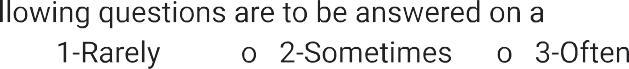 llowing questions are to be answered on a
1-Rarely o 2-Sometimes o 3-Often